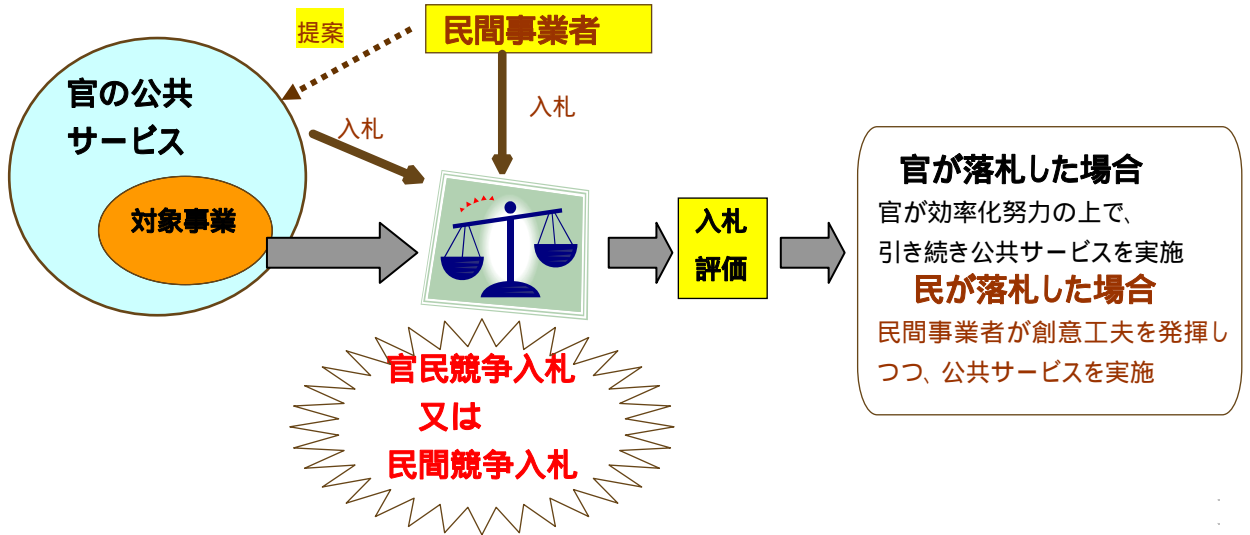 提案
民間事業者
官の公共
サービス
入札
入札
対象事業
入札
評価
官が落札した場合
官が効率化努力の上で、
引き続き公共サービスを実施
民が落札した場合
民間事業者が創意工夫を発揮し
つつ、公共サービスを実施
官民競争入札
又は
民間競争入札